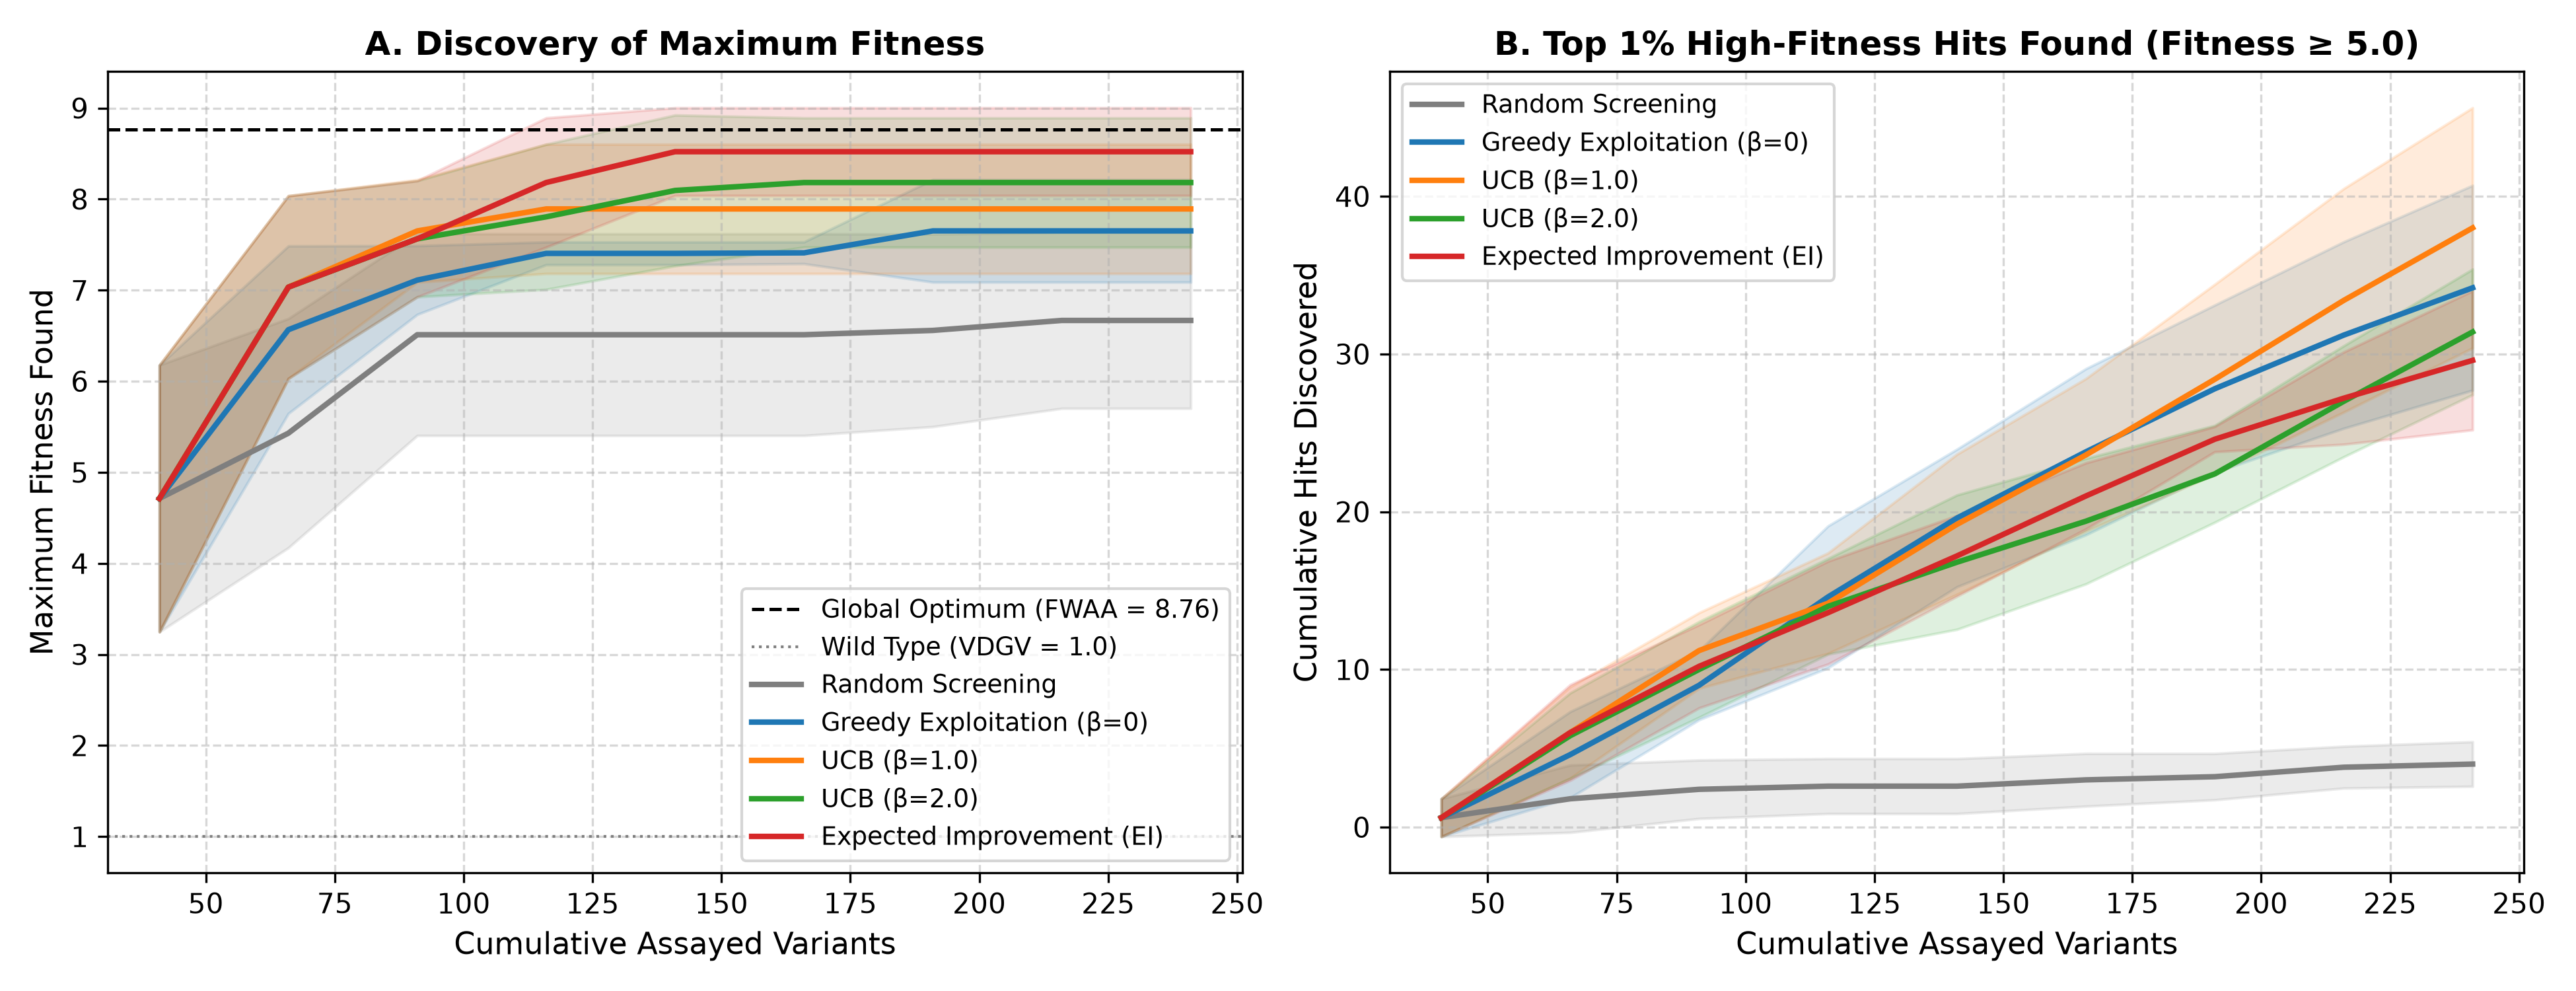 A. Discovery of Maximum Fitness
Maximum Fitness Found
9
8
7
6
5
4
3
2
1
Global Optimum (FWAA = 8.76)
Wild Type (VDGV = 1.0)
Random Screening
Greedy Exploitation (β=0)
UCB (β=1.0)
UCB (β=2.0)
Expected Improvement (EI)
50 75 100 125 150 175 200 225 250
Cumulative Assayed Variants
B. Top 1% High-Fitness Hits Found (Fitness ≥ 5.0)
Cumulative Hits Discovered
Random Screening
Greedy Exploitation (β=0)
UCB (β=1.0)
UCB (β=2.0)
Expected Improvement (EI)
40
30
20
10
0
50 75 100 125 150 175 200 225 250
Cumulative Assayed Variants